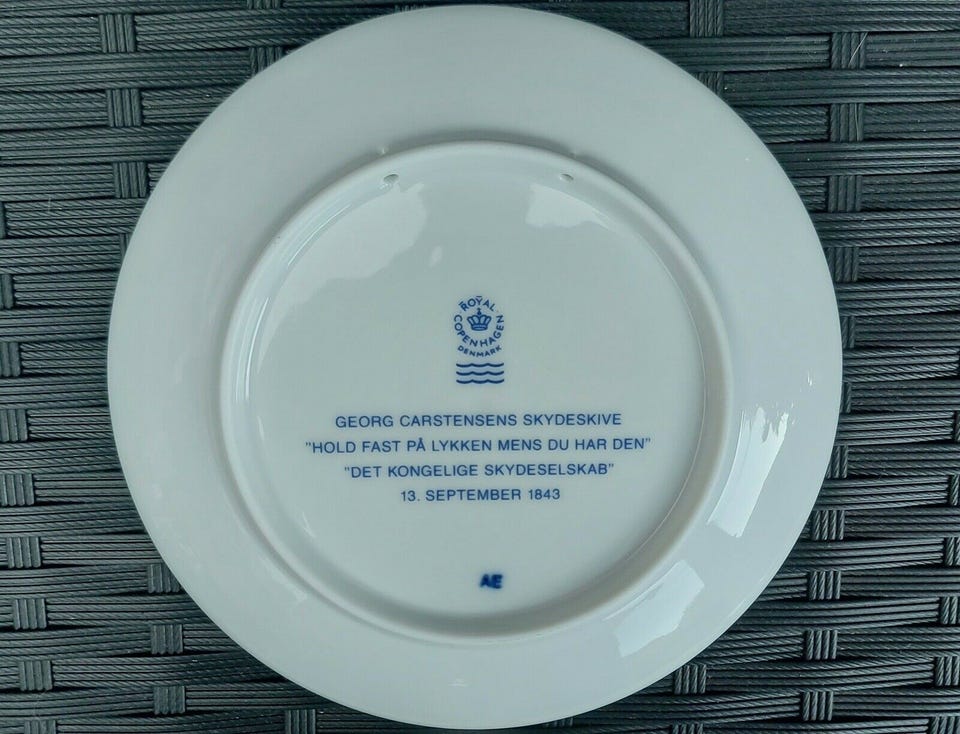 ROYAL
COPENHAGEN
DENMARK
GEORG CARSTENSENS SKYDESKIVE
"HOLD FAST PÅ LYKKEN MENS DU HAR DEN"
"DET KONGELIGE SKYDESELSKAB"
13. SEPTEMBER 1843
AE